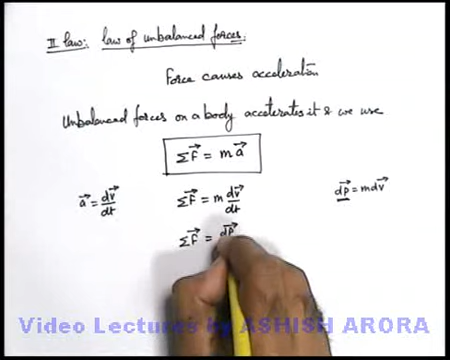 II law: law of unbalanced forces.
Force causes acceleration
Unbalanced forces on a body accelerates it & we use
Σf⃗ = ma⃗
a⃗ = dv⃗/dt Σf⃗ = m dv⃗/dt dp⃗ = mdv⃗
Σf⃗ = dp⃗
Video Lectures by ASHISH ARORA